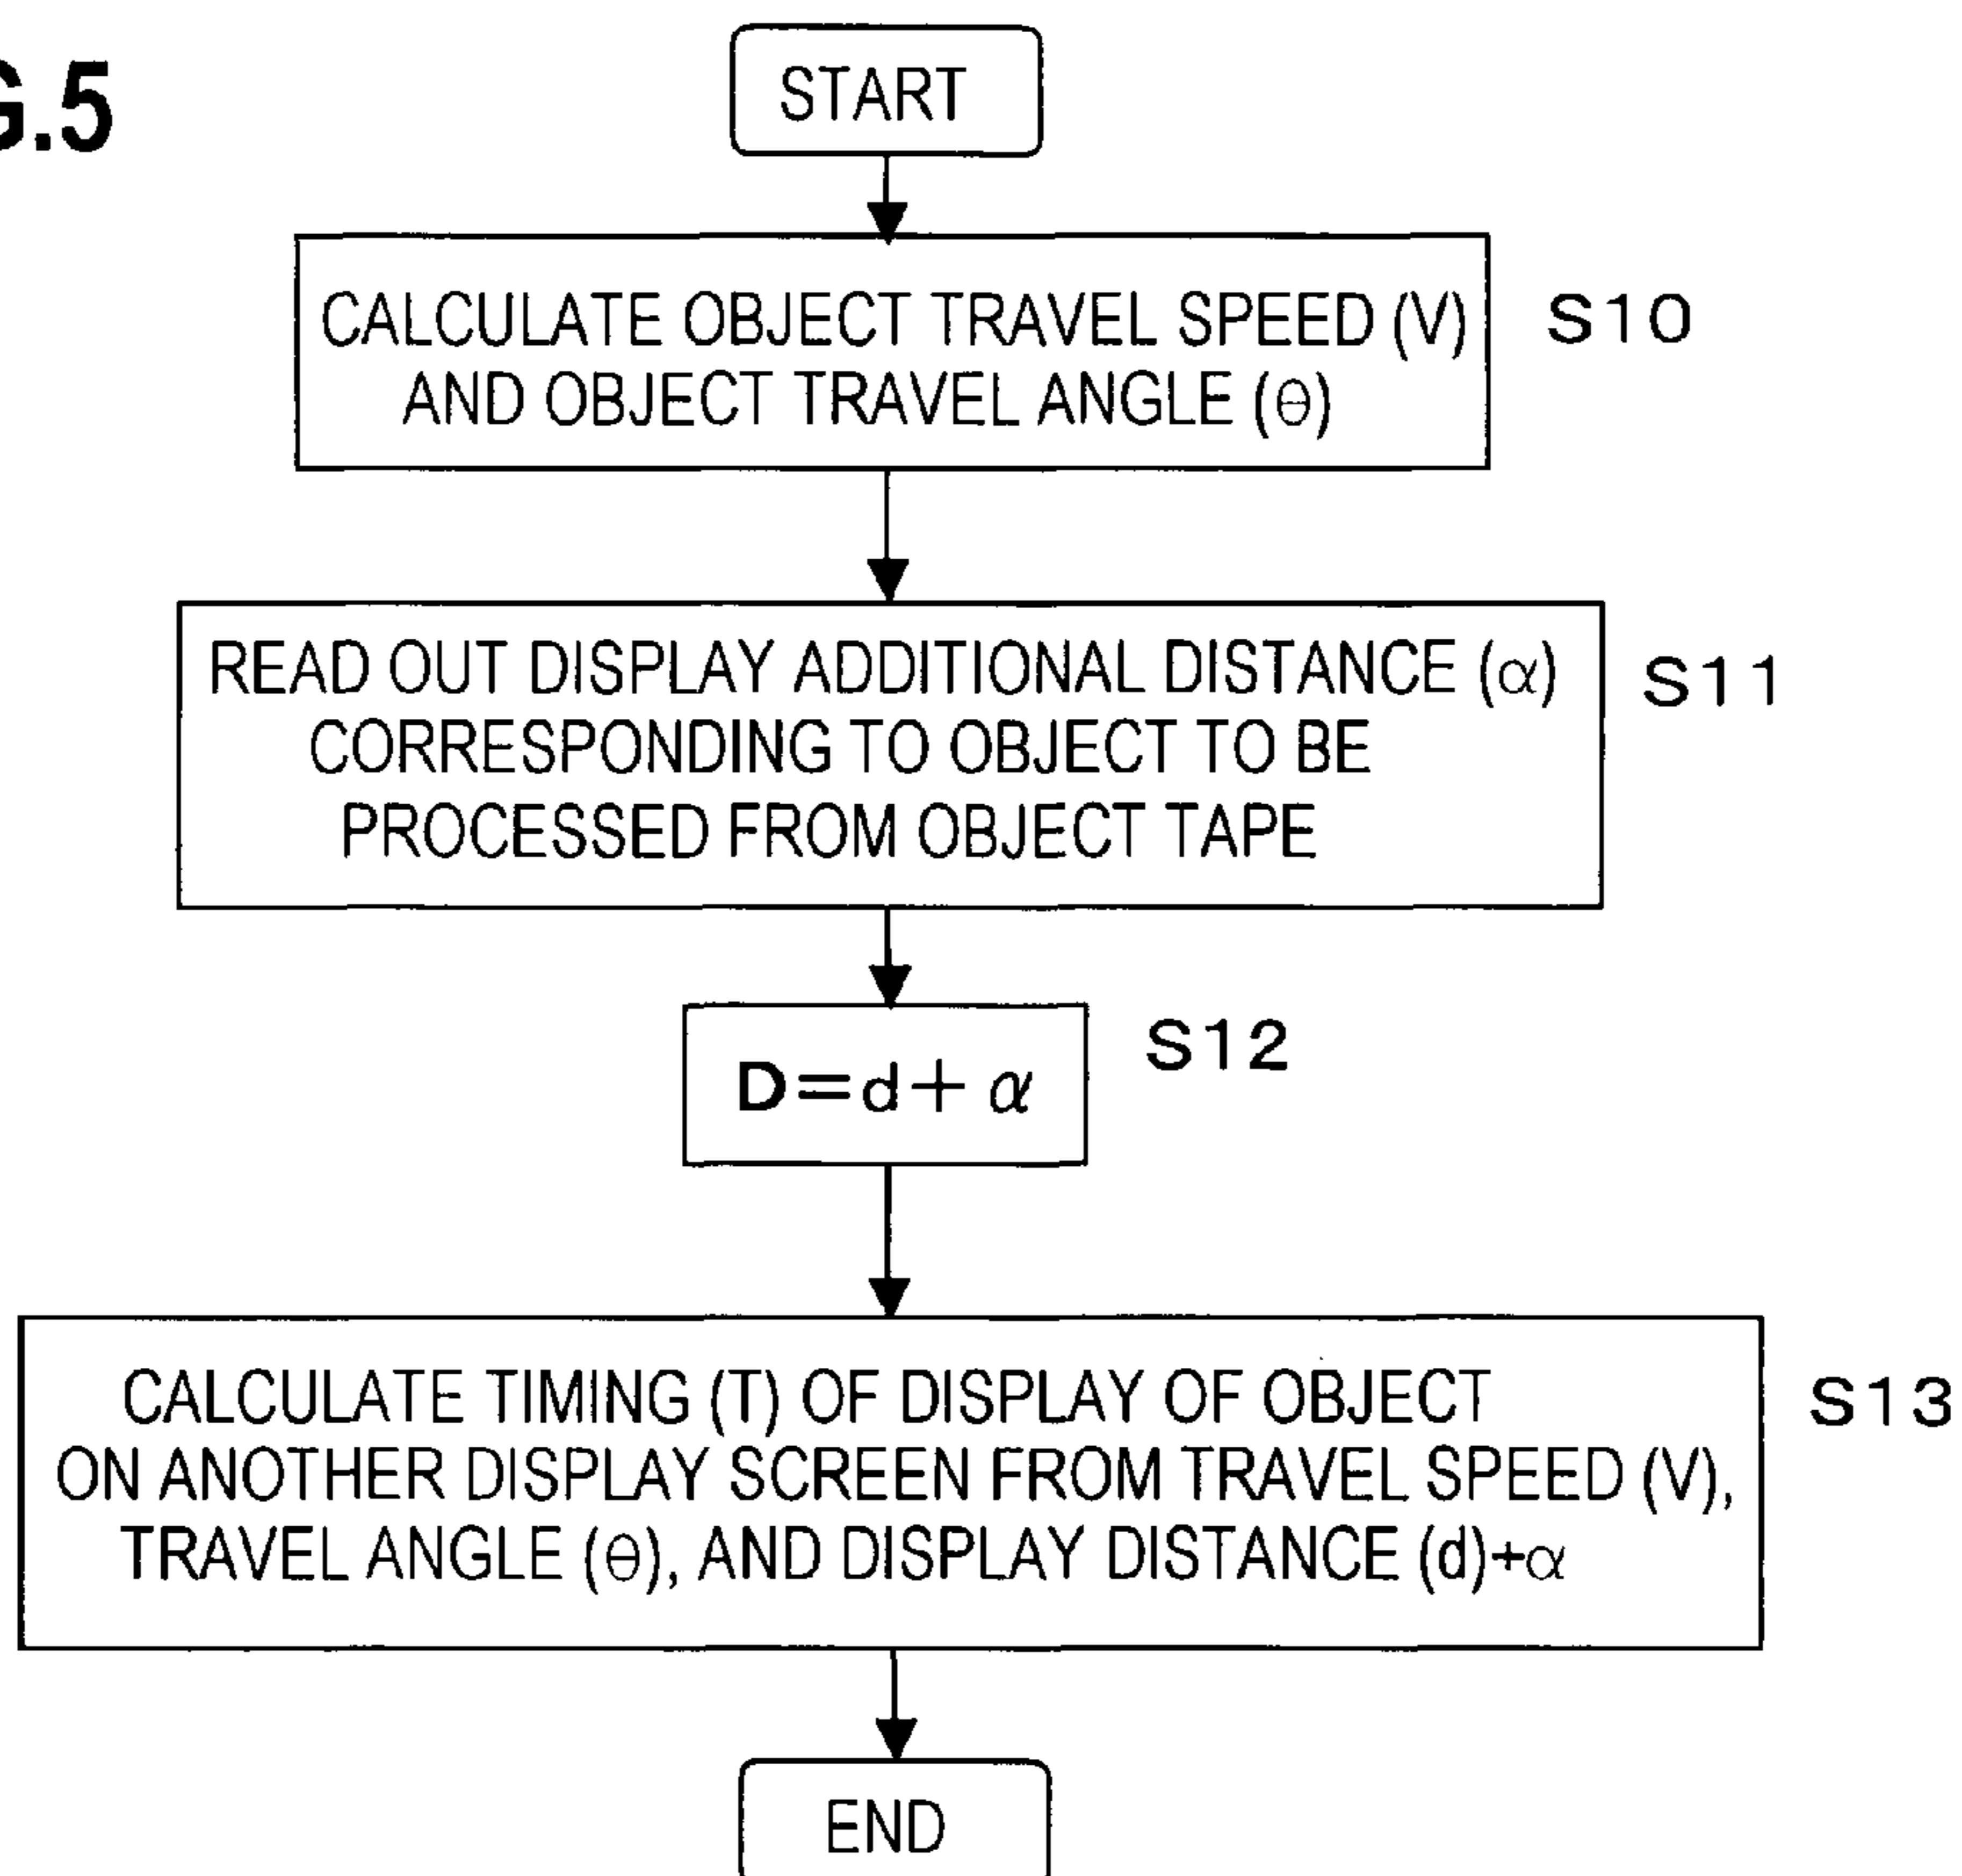 G.5
START
CALCULATE OBJECT TRAVEL SPEED (V)
AND OBJECT TRAVEL ANGLE (θ)
S10
READ OUT DISPLAY ADDITIONAL DISTANCE (α)
CORRESPONDING TO OBJECT TO BE
PROCESSED FROM OBJECT TAPE
S11
D=d+ α
S12
CALCULATE TIMING (T) OF DISPLAY OF OBJECT
ON ANOTHER DISPLAY SCREEN FROM TRAVEL SPEED (V),
TRAVEL ANGLE (θ), AND DISPLAY DISTANCE (d)+α
S13
END